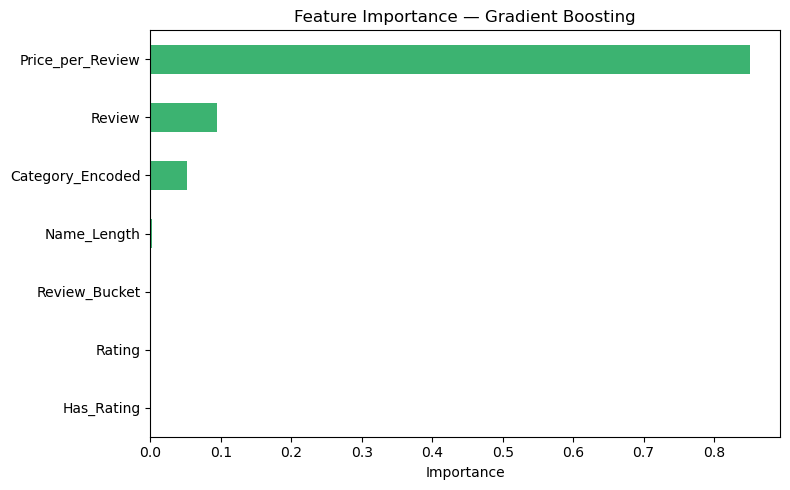 Feature Importance — Gradient Boosting
Price_per_Review
Review
Category_Encoded
Name_Length
Review_Bucket
Rating
Has_Rating
0.0 0.1 0.2 0.3 0.4 0.5 0.6 0.7 0.8
Importance